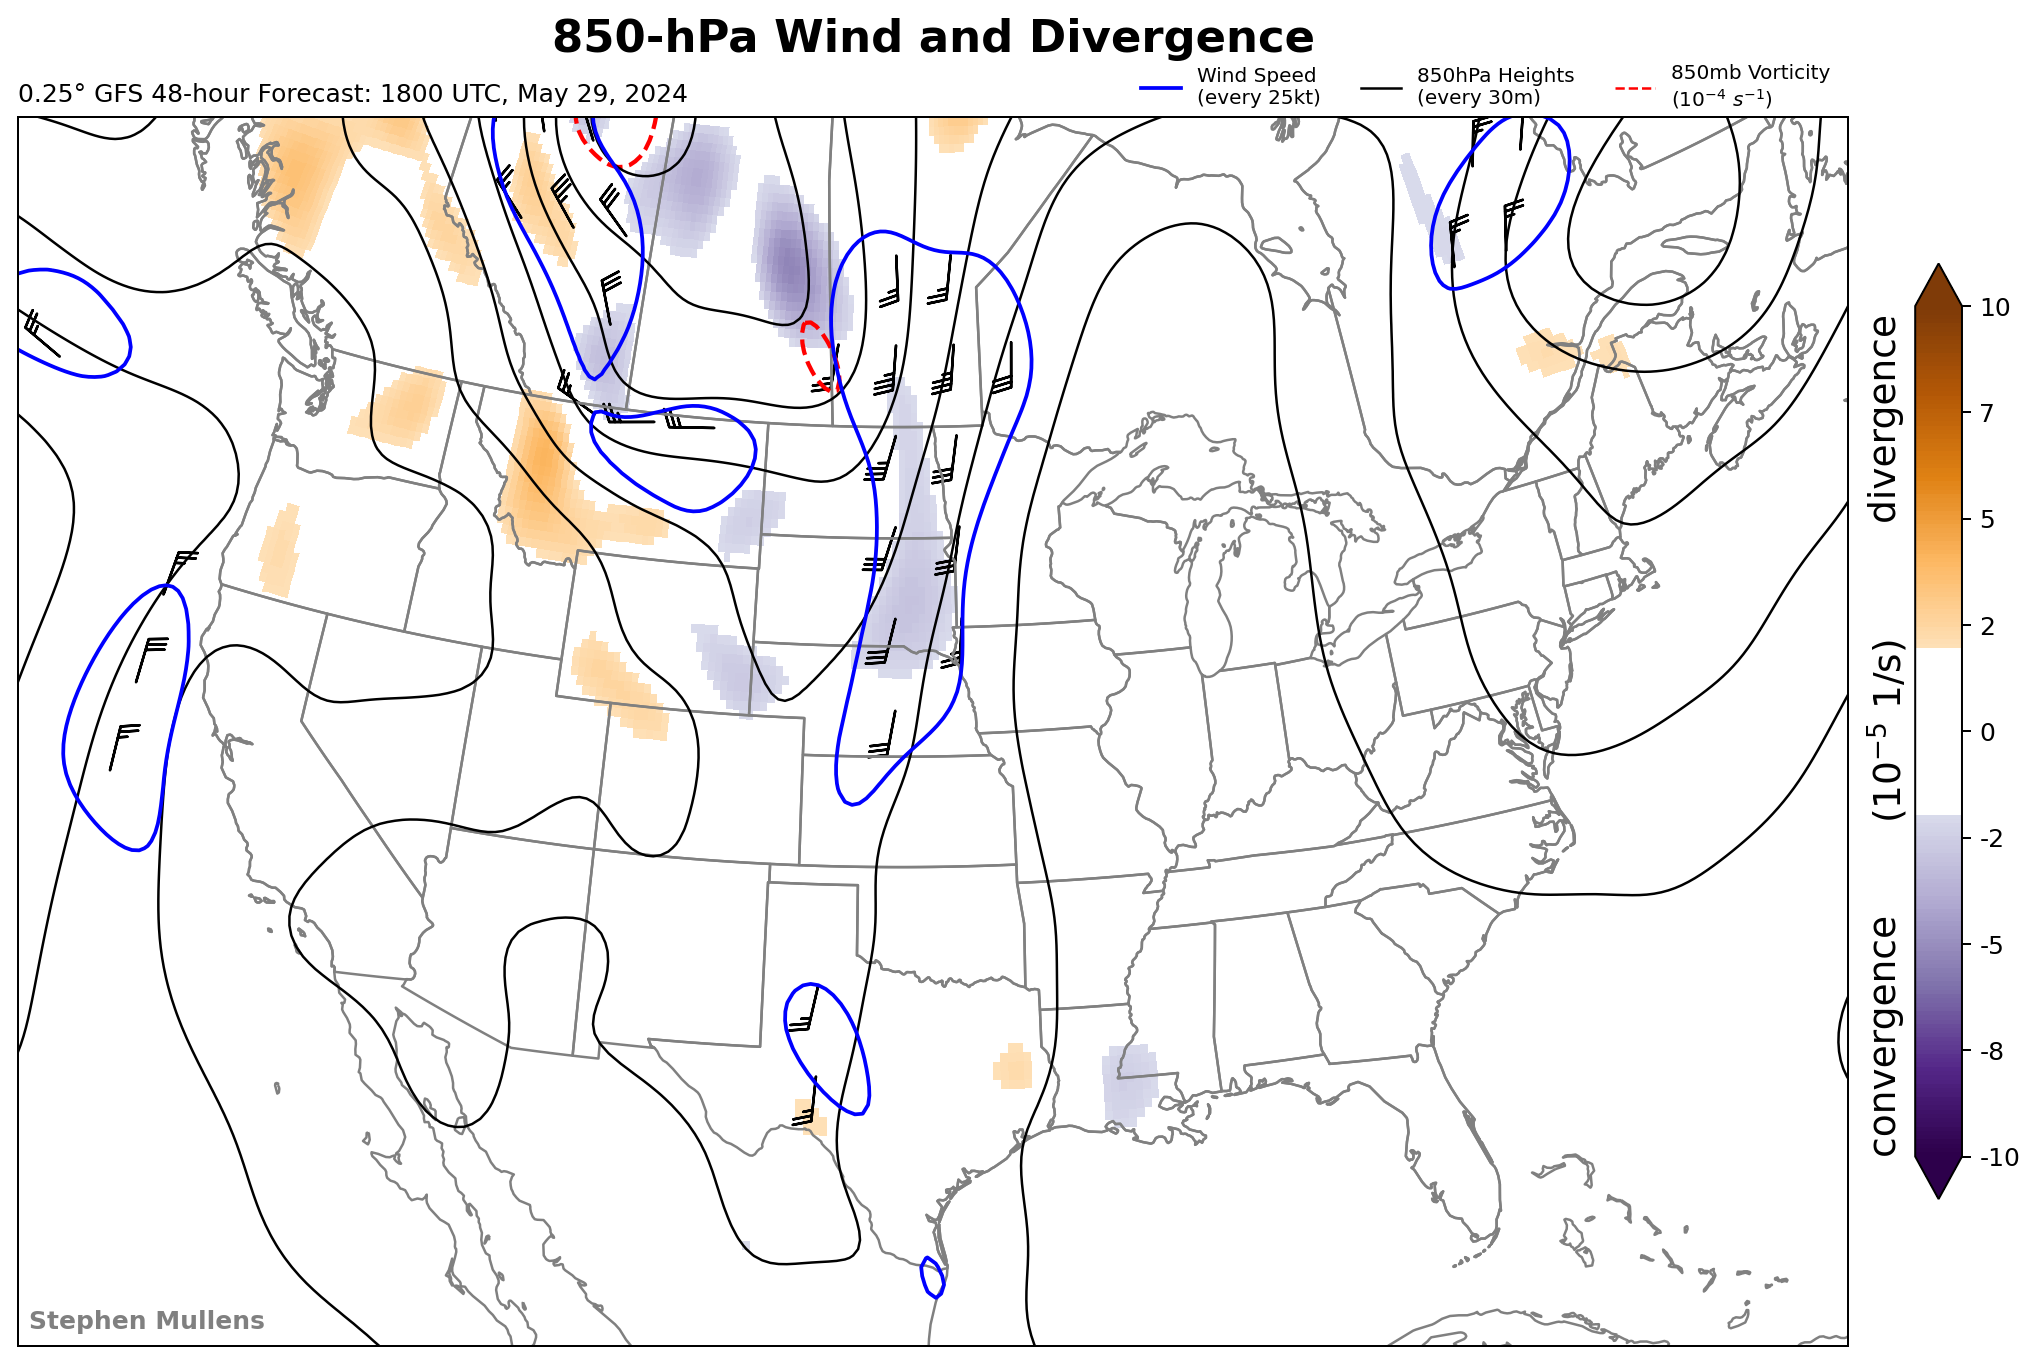 850-hPa Wind and Divergence
0.25° GFS 48-hour Forecast: 1800 UTC, May 29, 2024
Wind Speed
(every 25kt)
850hPa Heights
(every 30m)
850mb Vorticity
(10⁻⁴ s⁻¹)
10
7
5
2
0
-2
-5
-8
-10
convergence (10⁻⁵ 1/s) divergence
Stephen Mullens